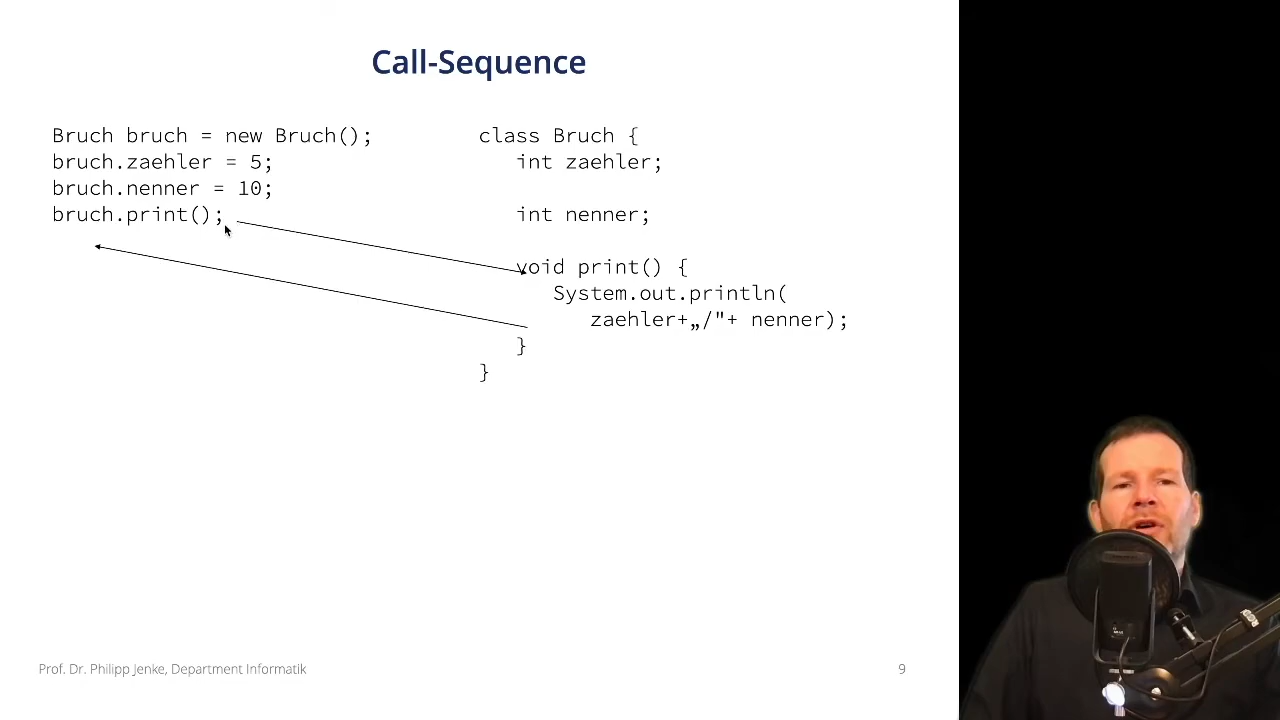 Call-Sequence
Bruch bruch = new Bruch();
bruch.zaehler = 5;
bruch.nenner = 10;
bruch.print();
class Bruch {
int zaehler;
int nenner;
void print() {
System.out.println(
zaehler+„/"+ nenner);
}
}
Prof. Dr. Philipp Jenke, Department Informatik
9